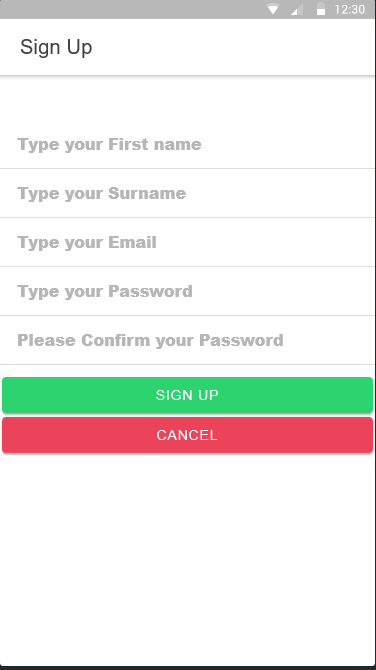 12:30
Sign Up
Type your First name
Type your Surname
Type your Email
Type your Password
Please Confirm your Password
SIGN UP
CANCEL